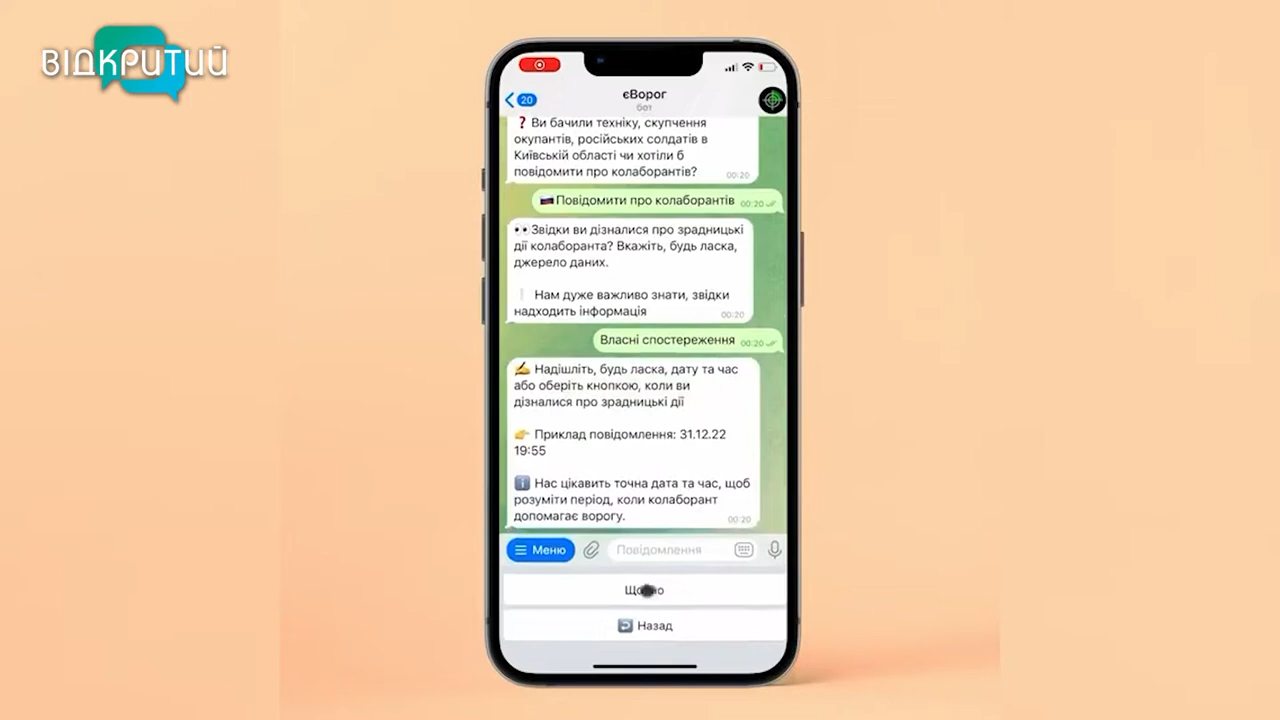 ВІДКРИТИЙ
20
єВорог
бот
❓ Ви бачили техніку, скупчення
окупантів, російських солдатів в
Київській області чи хотіли б
повідомити про колаборантів?
00:20
🇷🇺Повідомити про колаборантів 00:20
👀Звідки ви дізналися про зрадницькі
дії колаборанта? Вкажіть, будь ласка,
джерело даних.
❕ Нам дуже важливо знати, звідки
надходить інформація
00:20
Власні спостереження 00:20
✍️ Надішліть, будь ласка, дату та час
або оберіть кнопкою, коли ви
дізналися про зрадницькі дії
👉 Приклад повідомлення: 31.12.22
19:55
ℹ️ Нас цікавить точна дата та час, щоб
розуміти період, коли колаборант
допомагає ворогу.
00:20
Меню
Повідомлення
↩️ Назад